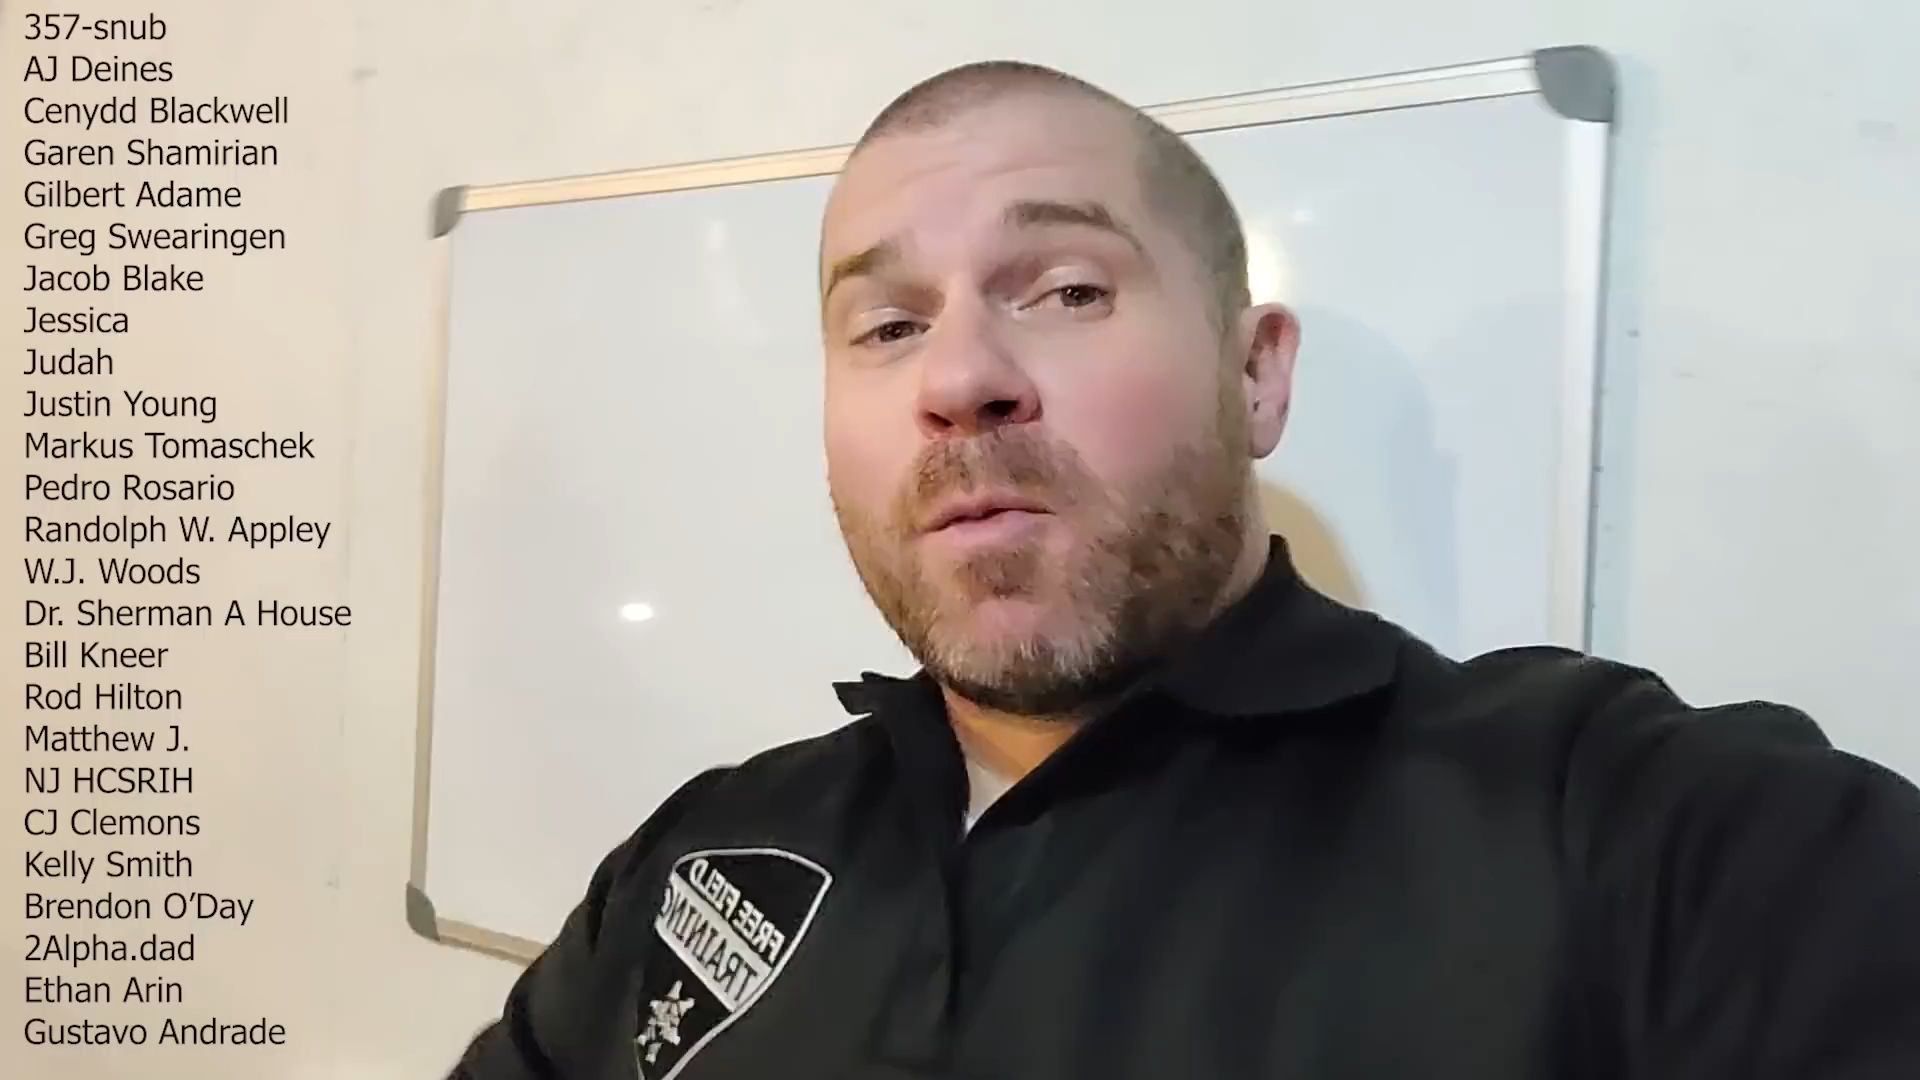 357-snub
AJ Deines
Cenydd Blackwell
Garen Shamirian
Gilbert Adame
Greg Swearingen
Jacob Blake
Jessica
Judah
Justin Young
Markus Tomaschek
Pedro Rosario
Randolph W. Appley
W.J. Woods
Dr. Sherman A House
Bill Kneer
Rod Hilton
Matthew J.
NJ HCSRIH
CJ Clemons
Kelly Smith
Brendon O’Day
2Alpha.dad
Ethan Arin
Gustavo Andrade
FREE FIELD
TRAINING